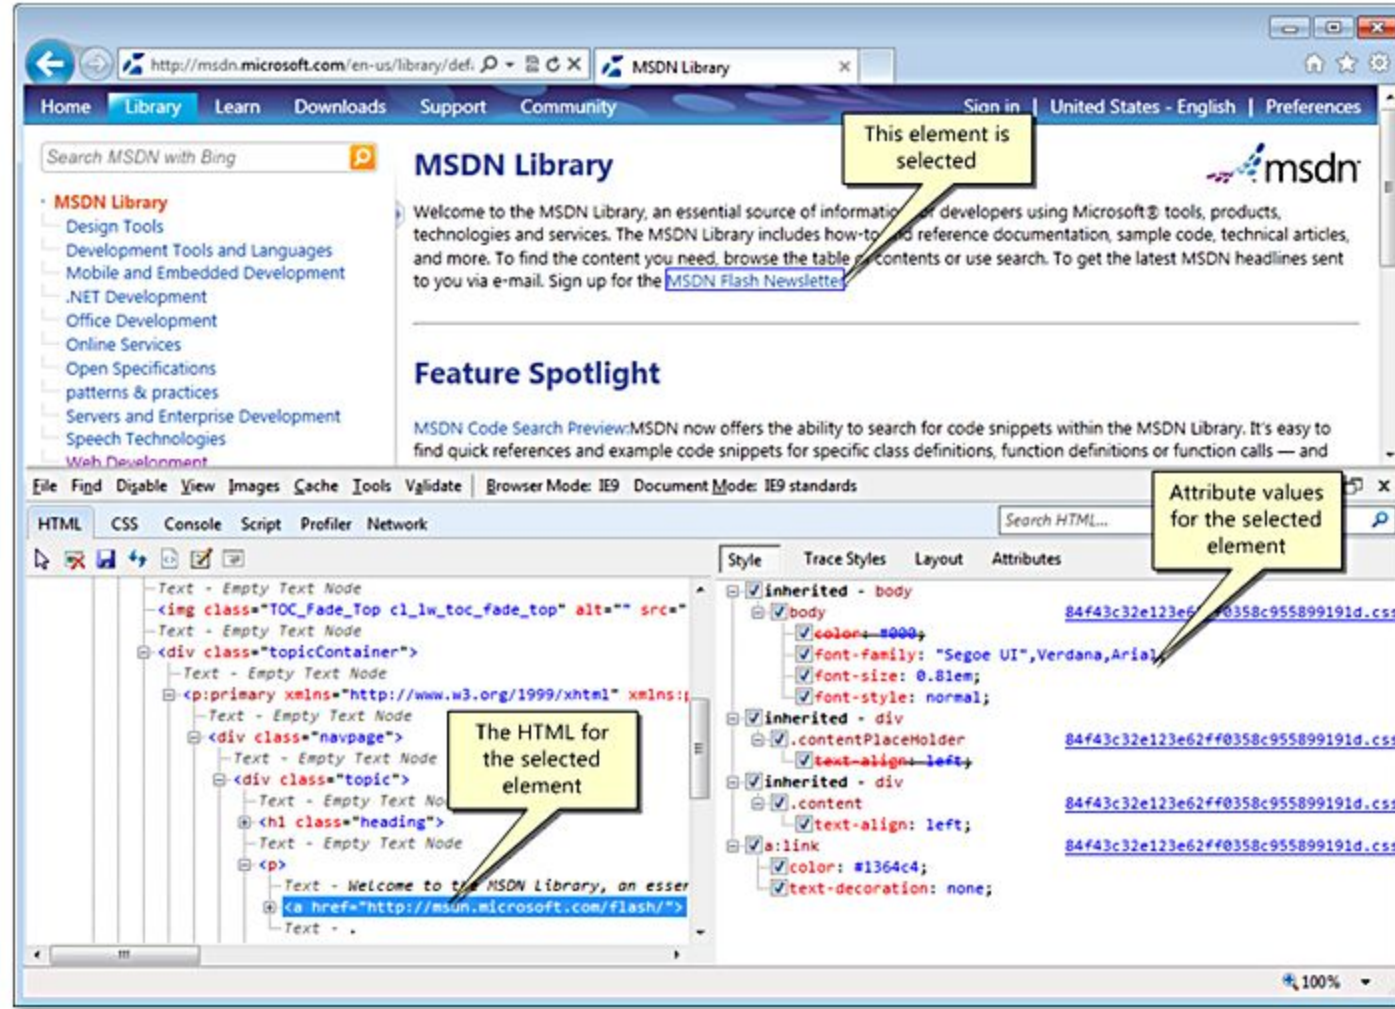 http://msdn.microsoft.com/en-us/library/def
MSDN Library
Home Library Learn Downloads Support Community
Sign in | United States - English | Preferences
Search MSDN with Bing
MSDN Library
Design Tools
Development Tools and Languages
Mobile and Embedded Development
.NET Development
Office Development
Online Services
Open Specifications
patterns & practices
Servers and Enterprise Development
Speech Technologies
Web Development
MSDN Library
msdn
This element is
selected
Welcome to the MSDN Library, an essential source of information for developers using Microsoft® tools, products,
technologies and services. The MSDN Library includes how-to and reference documentation, sample code, technical articles,
and more. To find the content you need, browse the table of contents or use search. To get the latest MSDN headlines sent
to you via e-mail. Sign up for the MSDN Flash Newsletter
Feature Spotlight
MSDN Code Search Preview:MSDN now offers the ability to search for code snippets within the MSDN Library. It's easy to
find quick references and example code snippets for specific class definitions, function definitions or function calls — and
File Find Disable View Images Cache Tools Validate | Browser Mode: IE9 Document Mode: IE9 standards
HTML CSS Console Script Profiler Network
Search HTML...
Attribute values
for the selected
element
Text - Empty Text Node
<img class="TOC_Fade_Top cl_lw_toc_fade_top" alt="" src="
Text - Empty Text Node
<div class="topicContainer">
Text - Empty Text Node
<p:primary xmlns="http://www.w3.org/1999/xhtml" xmlns:
Text - Empty Text Node
<div class="navpage">
Text - Empty Text Node
<div class="topic">
Text - Empty Text No
<h1 class="heading">
Text - Empty Text Node
<p>
Text - Welcome to the MSDN Library, an esser
<a href="http://msdn.microsoft.com/flash/">
Text - .
The HTML for
the selected
element
Style Trace Styles Layout Attributes
inherited - body
body 84f43c32e123e62ff0358c955899191d.css
color: #000;
font-family: "Segoe UI",Verdana,Arial
font-size: 0.81em;
font-style: normal;
inherited - div
.contentPlaceHolder 84f43c32e123e62ff0358c955899191d.css
text-align: left;
inherited - div
.content 84f43c32e123e62ff0358c955899191d.css
text-align: left;
a:link 84f43c32e123e62ff0358c955899191d.css
color: #1364c4;
text-decoration: none;
100%